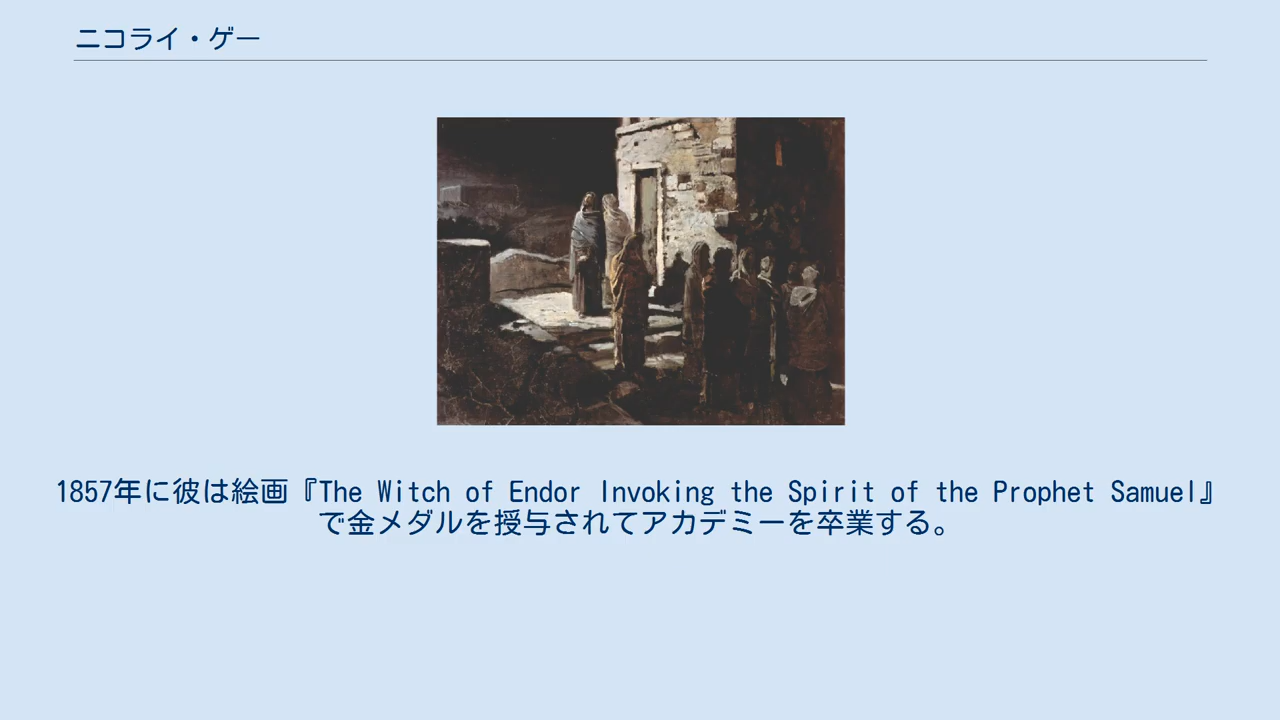 ニコライ・ゲー
1857年に彼は絵画『The Witch of Endor Invoking the Spirit of the Prophet Samuel』
で金メダルを授与されてアカデミーを卒業する。